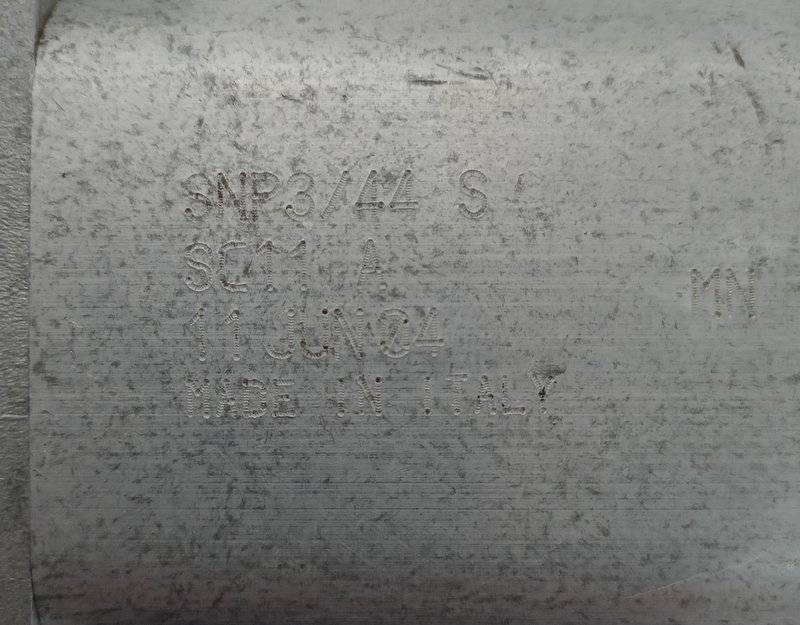 SNP3/44 S
SC11 A
11 JUN 04
MADE IN ITALY
MN